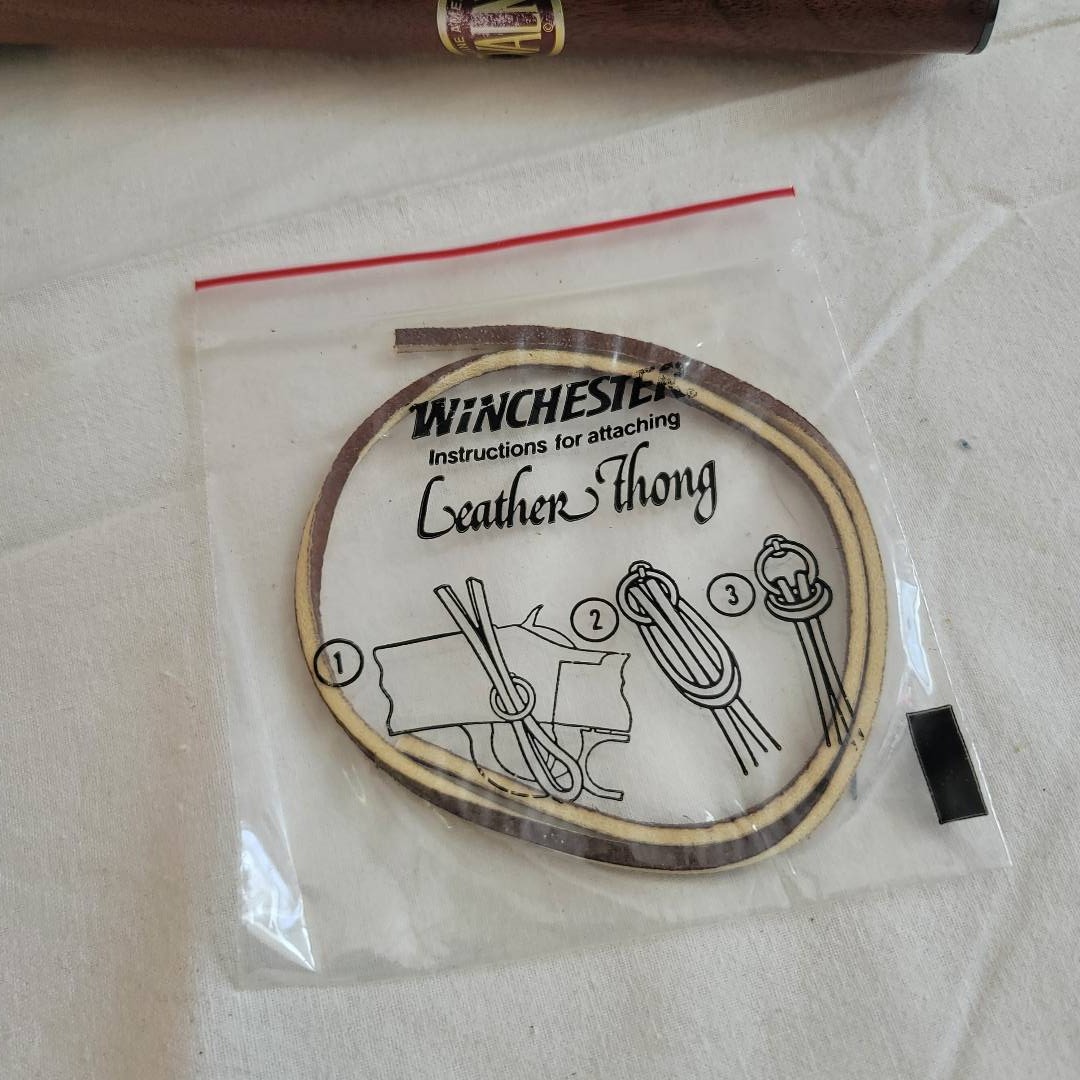 WINCHESTER
Instructions for attaching
Leather Thong
1
2
3